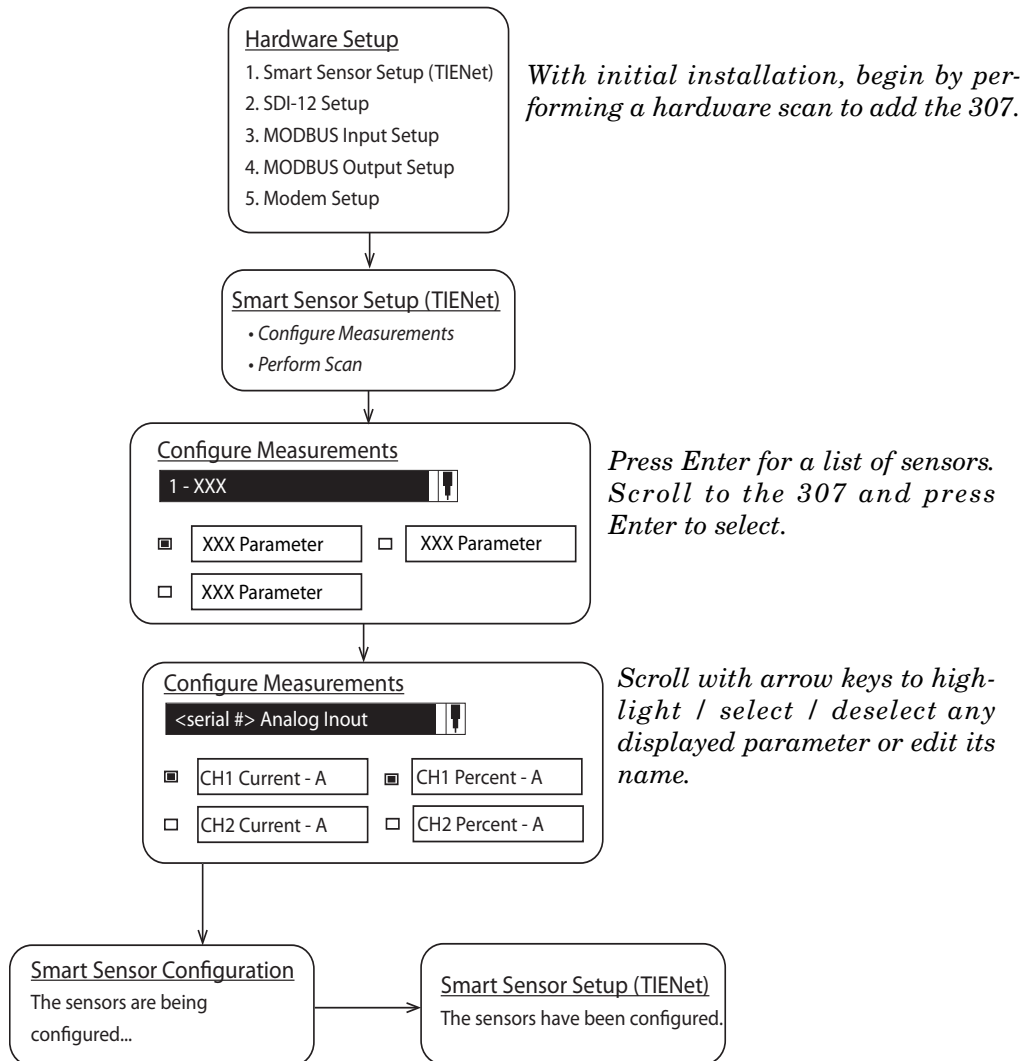 Hardware Setup
1. Smart Sensor Setup (TIENet)
2. SDI-12 Setup
3. MODBUS Input Setup
4. MODBUS Output Setup
5. Modem Setup
With initial installation, begin by per-
forming a hardware scan to add the 307.
Smart Sensor Setup (TIENet)
• Configure Measurements
• Perform Scan
Configure Measurements
1 - XXX
XXX Parameter
XXX Parameter
XXX Parameter
Press Enter for a list of sensors.
Scroll to the 307 and press
Enter to select.
Configure Measurements
<serial #> Analog Inout
CH1 Current - A
CH1 Percent - A
CH2 Current - A
CH2 Percent - A
Scroll with arrow keys to high-
light / select / deselect any
displayed parameter or edit its
name.
Smart Sensor Configuration
The sensors are being
configured...
Smart Sensor Setup (TIENet)
The sensors have been configured.